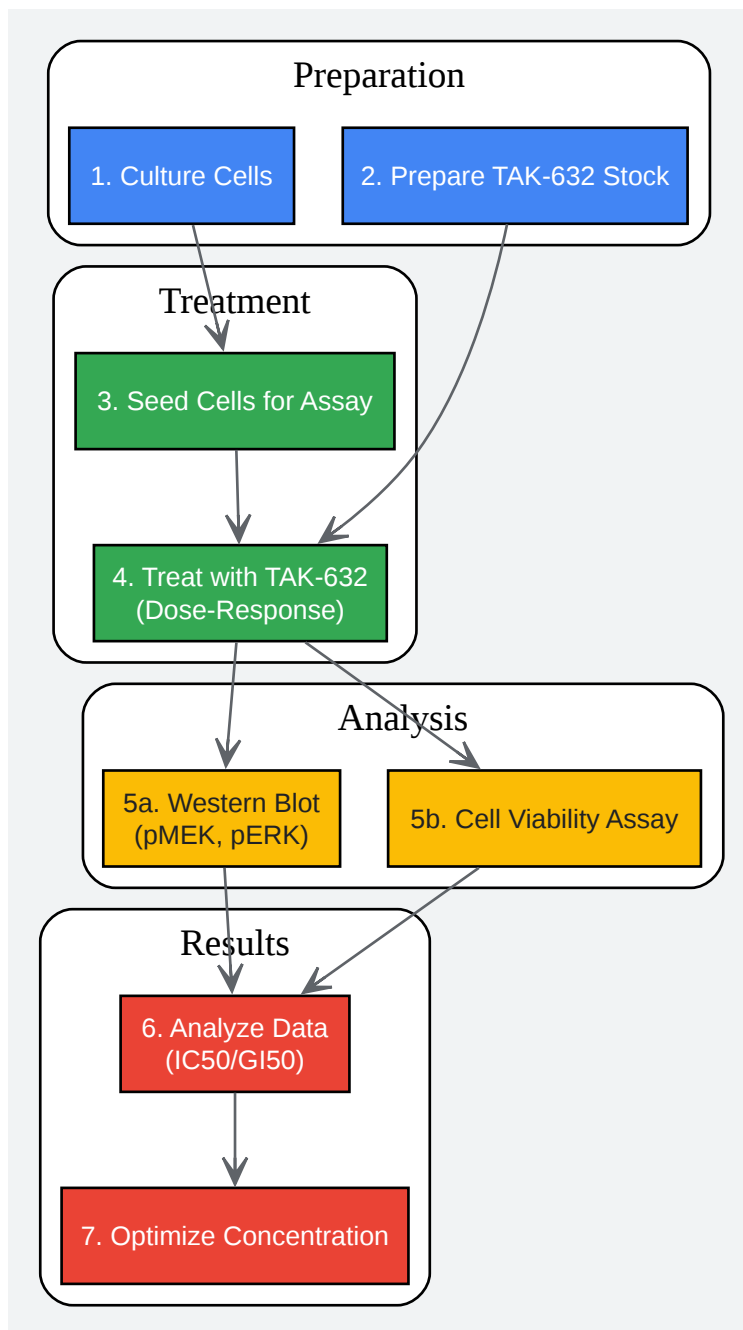 Preparation
1. Culture Cells
2. Prepare TAK-632 Stock
Treatment
3. Seed Cells for Assay
4. Treat with TAK-632
(Dose-Response)
Analysis
5a. Western Blot
(pMEK, pERK)
5b. Cell Viability Assay
Results
6. Analyze Data
(IC50/GI50)
7. Optimize Concentration